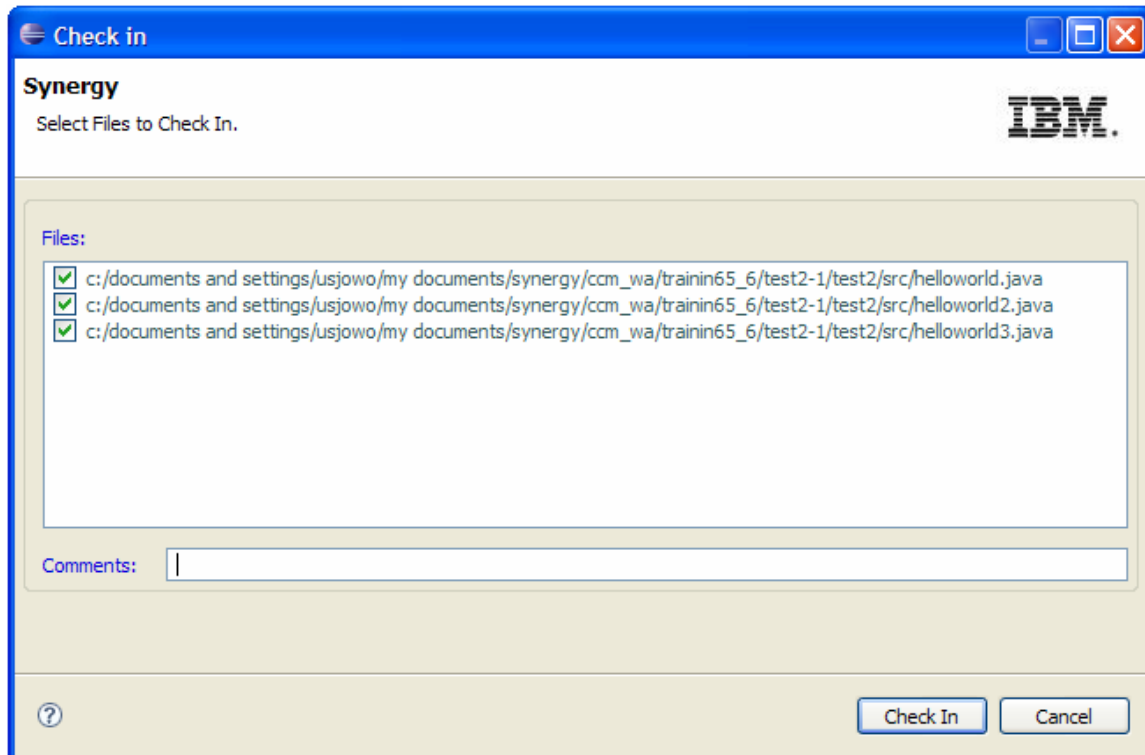 Check in
Synergy
Select Files to Check In.
IBM.
Files:
c:/documents and settings/usjowo/my documents/synergy/ccm_wa/trainin65_6/test2-1/test2/src/helloworld.java
c:/documents and settings/usjowo/my documents/synergy/ccm_wa/trainin65_6/test2-1/test2/src/helloworld2.java
c:/documents and settings/usjowo/my documents/synergy/ccm_wa/trainin65_6/test2-1/test2/src/helloworld3.java
Comments:
?
Check In
Cancel